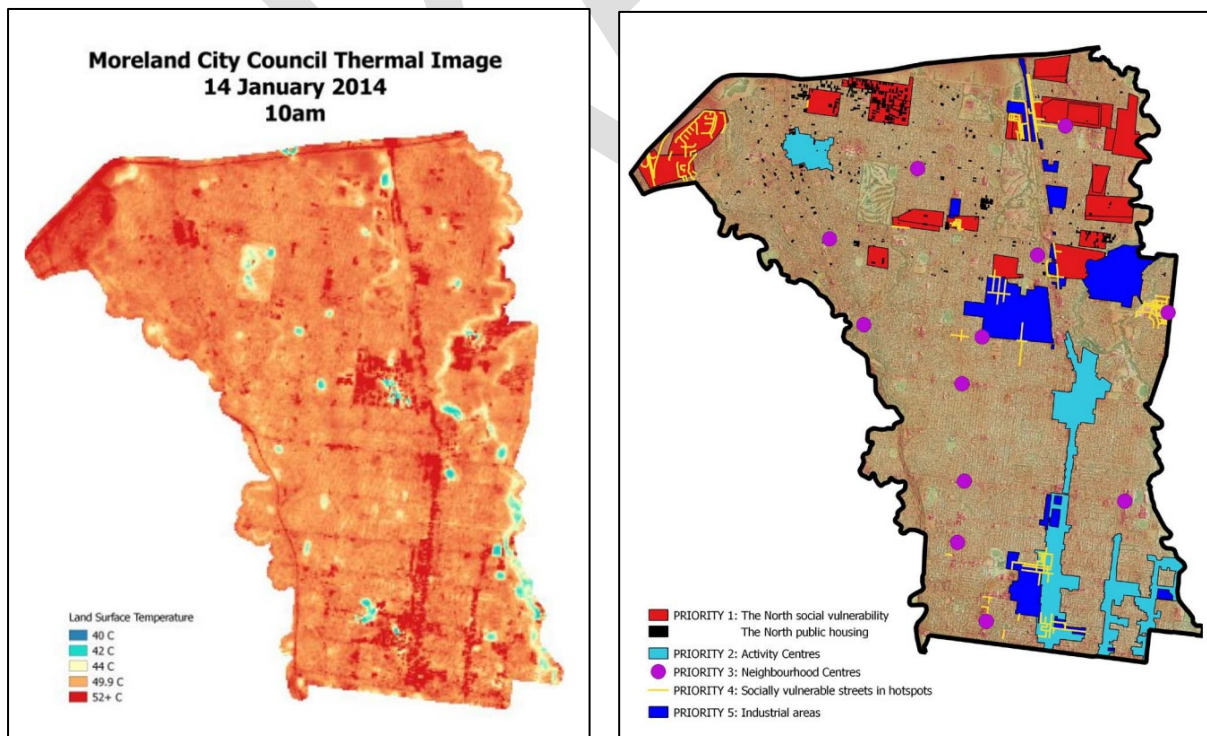 Moreland City Council Thermal Image
14 January 2014
10am
Land Surface Temperature
40 C
42 C
44 C
49.9 C
52+ C
PRIORITY 1: The North social vulnerability
The North public housing
PRIORITY 2: Activity Centres
PRIORITY 3: Neighbourhood Centres
PRIORITY 4: Socially vulnerable streets in hotspots
PRIORITY 5: Industrial areas